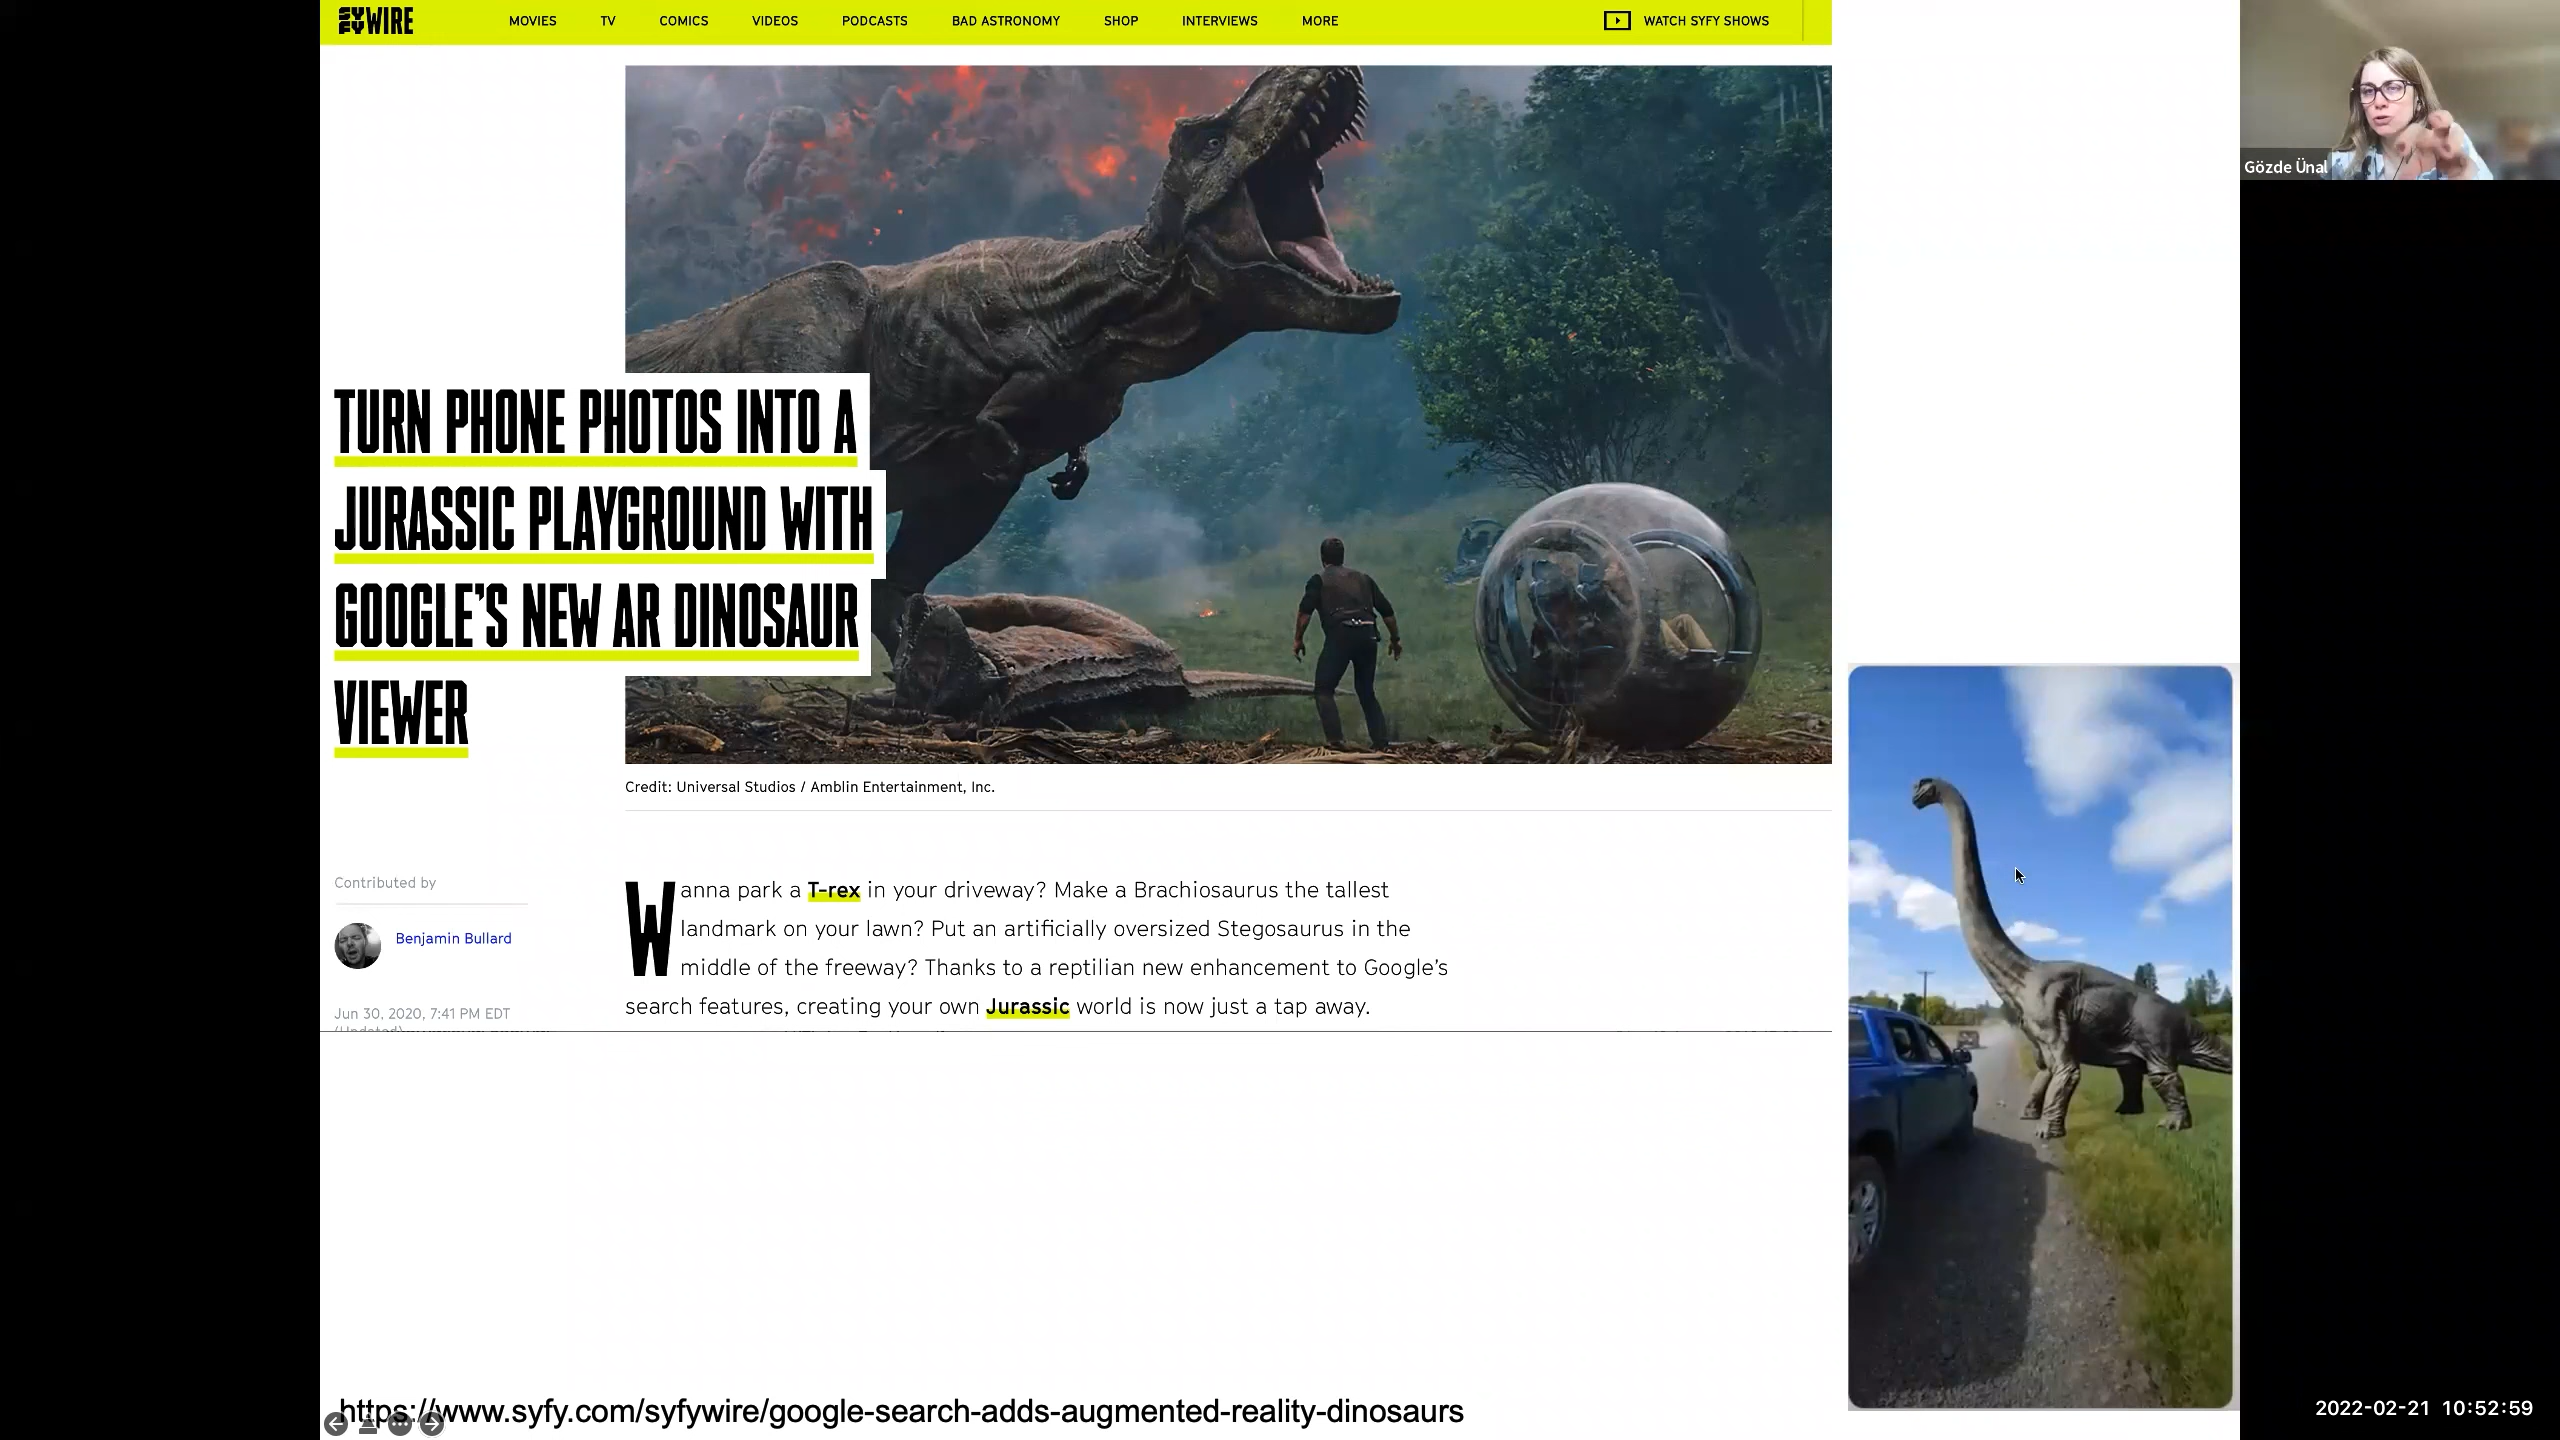 SYFY WIRE
MOVIES TV COMICS VIDEOS PODCASTS BAD ASTRONOMY SHOP INTERVIEWS MORE WATCH SYFY SHOWS
Gözde Ünal
TURN PHONE PHOTOS INTO A
JURASSIC PLAYGROUND WITH
GOOGLE'S NEW AR DINOSAUR
VIEWER
Credit: Universal Studios / Amblin Entertainment, Inc.
Contributed by
Benjamin Bullard
Jun 30, 2020, 7:41 PM EDT
(Updated)
Wanna park a T-rex in your driveway? Make a Brachiosaurus the tallest
landmark on your lawn? Put an artificially oversized Stegosaurus in the
middle of the freeway? Thanks to a reptilian new enhancement to Google's
search features, creating your own Jurassic world is now just a tap away.
https://www.syfy.com/syfywire/google-search-adds-augmented-reality-dinosaurs
2022-02-21 10:52:59